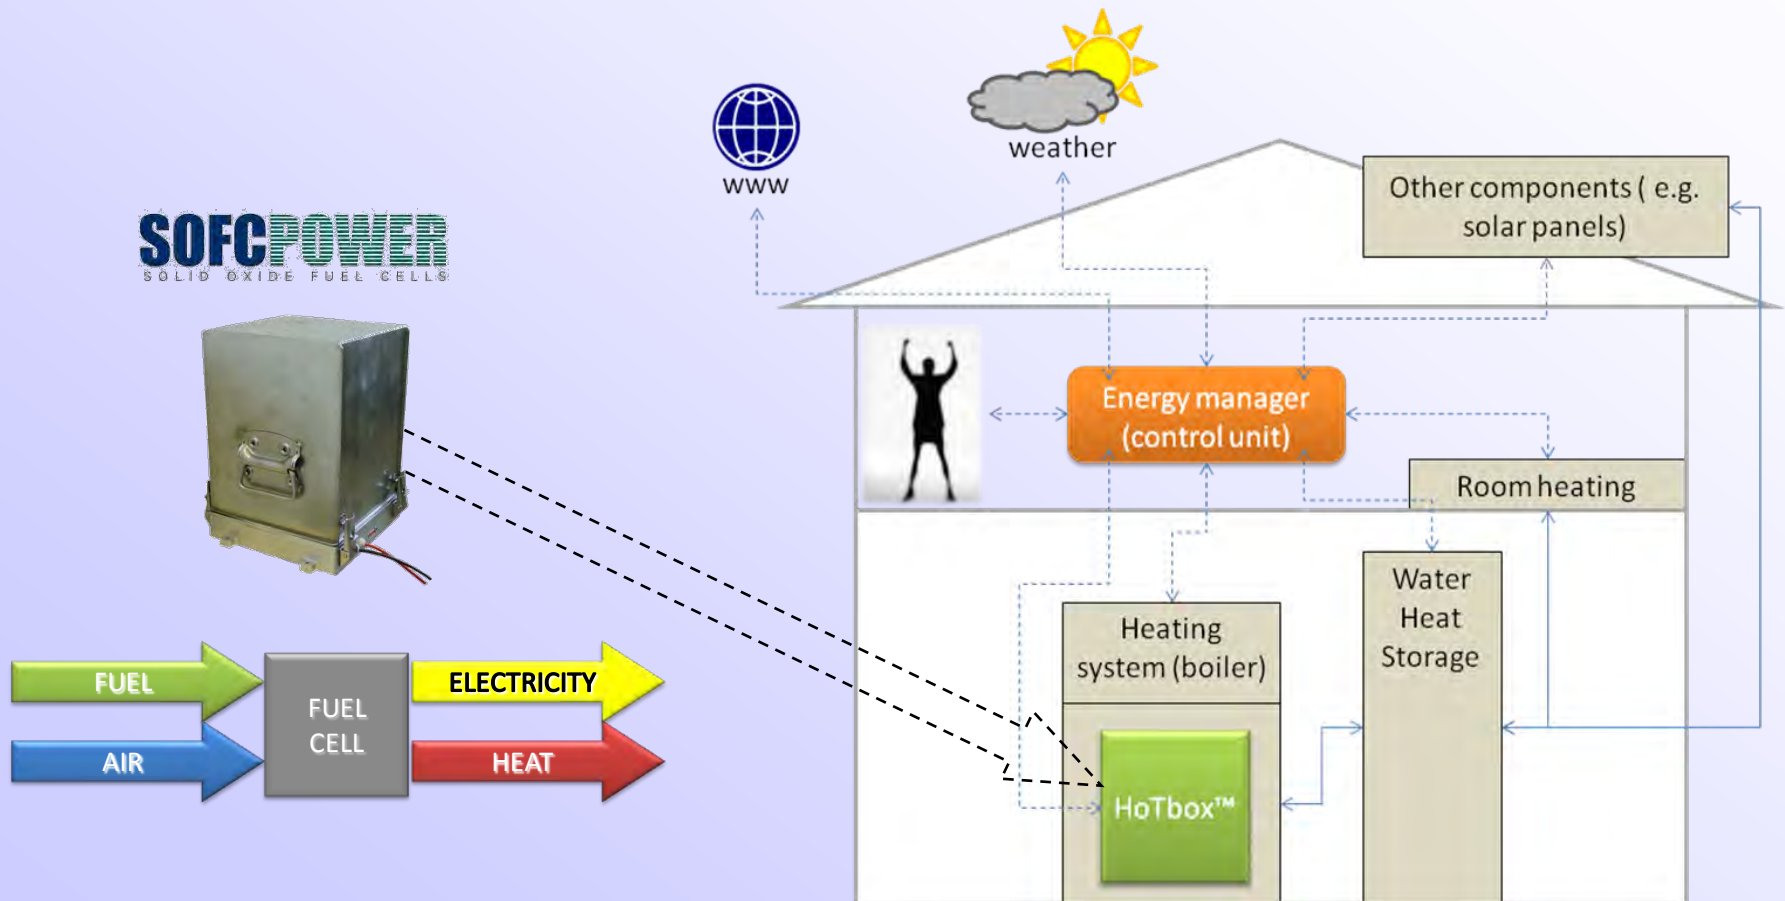 www
weather
Other components ( e.g.
solar panels)
SOFCPOWER
SOLID OXIDE FUEL CELLS
Energy manager
(control unit)
Room heating
Water
Heat
Storage
Heating
system (boiler)
HoTbox™
FUEL
AIR
FUEL
CELL
ELECTRICITY
HEAT